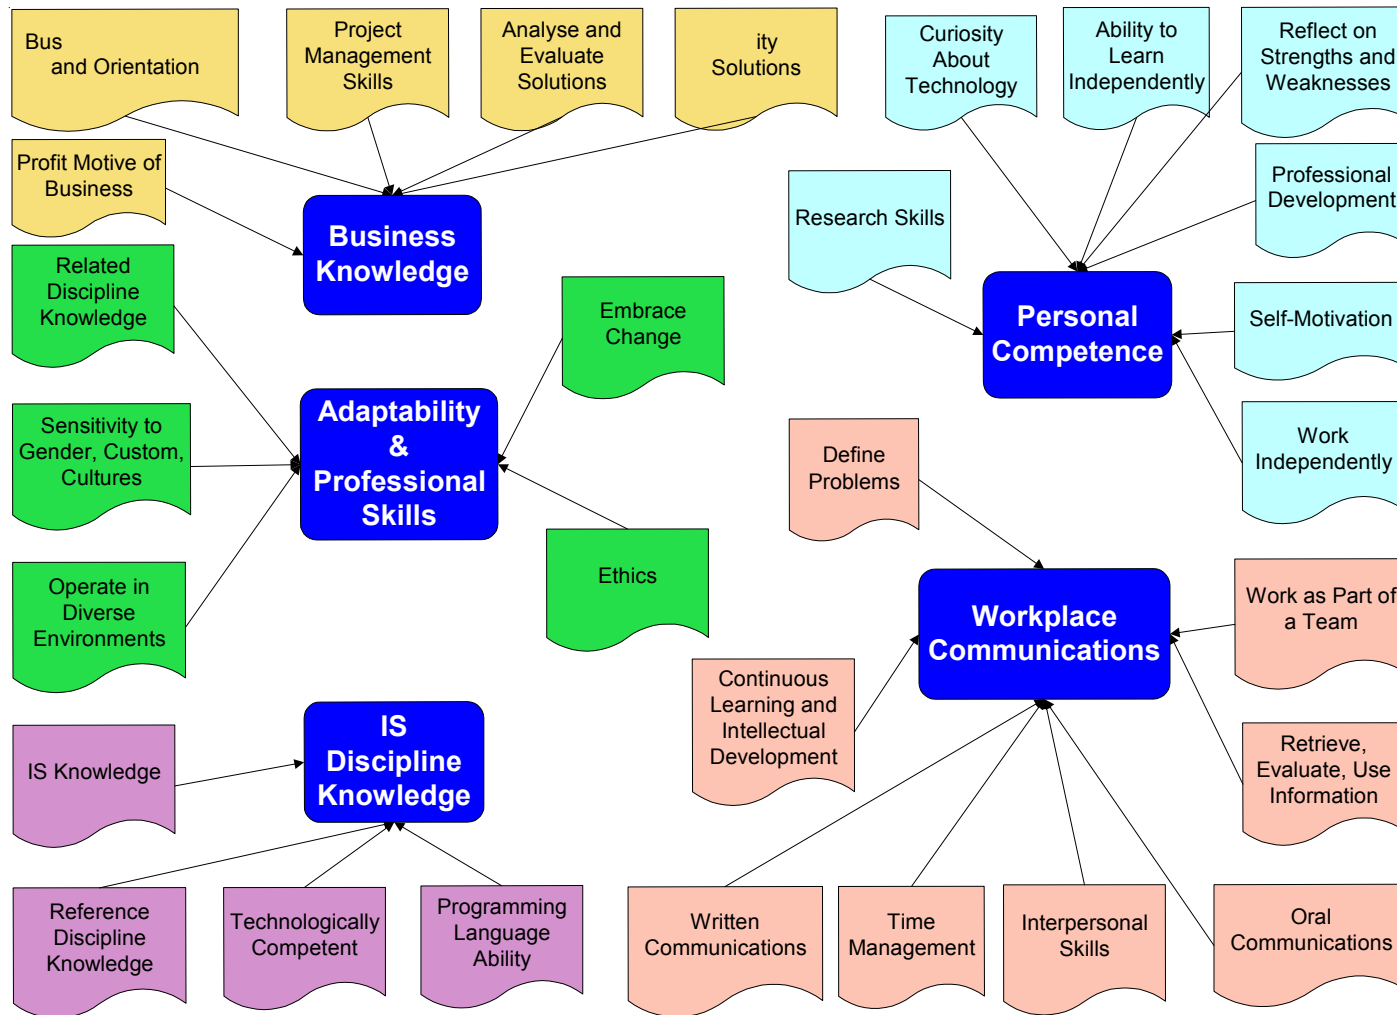 Bus
and Orientation
Project
Management
Skills
Analyse and
Evaluate
Solutions
ity
Solutions
Curiosity
About
Technology
Ability to
Learn
Independently
Reflect on
Strengths and
Weaknesses
Profit Motive of
Business
Business
Knowledge
Research Skills
Professional
Development
Related
Discipline
Knowledge
Embrace
Change
Personal
Competence
Self-Motivation
Sensitivity to
Gender, Custom,
Cultures
Adaptability
&
Professional
Skills
Define
Problems
Work
Independently
Operate in
Diverse
Environments
Ethics
Workplace
Communications
Work as Part of
a Team
Continuous
Learning and
Intellectual
Development
IS Knowledge
IS
Discipline
Knowledge
Retrieve,
Evaluate, Use
Information
Reference
Discipline
Knowledge
Technologically
Competent
Programming
Language
Ability
Written
Communications
Time
Management
Interpersonal
Skills
Oral
Communications